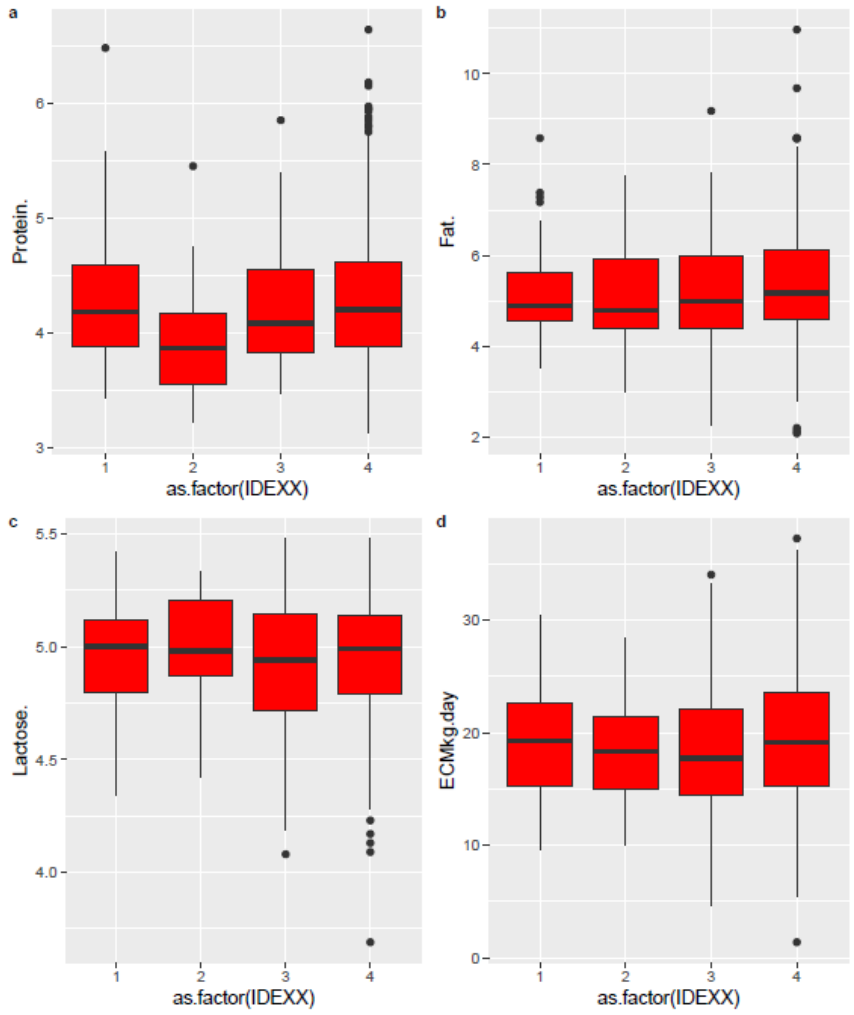 a
Protein.
6
5
4
3
1 2 3 4
as.factor(IDEXX)
b
Fat.
10
8
6
4
2
1 2 3 4
as.factor(IDEXX)
c
Lactose.
5.5
5.0
4.5
4.0
1 2 3 4
as.factor(IDEXX)
d
ECMkg.day
30
20
10
0
1 2 3 4
as.factor(IDEXX)